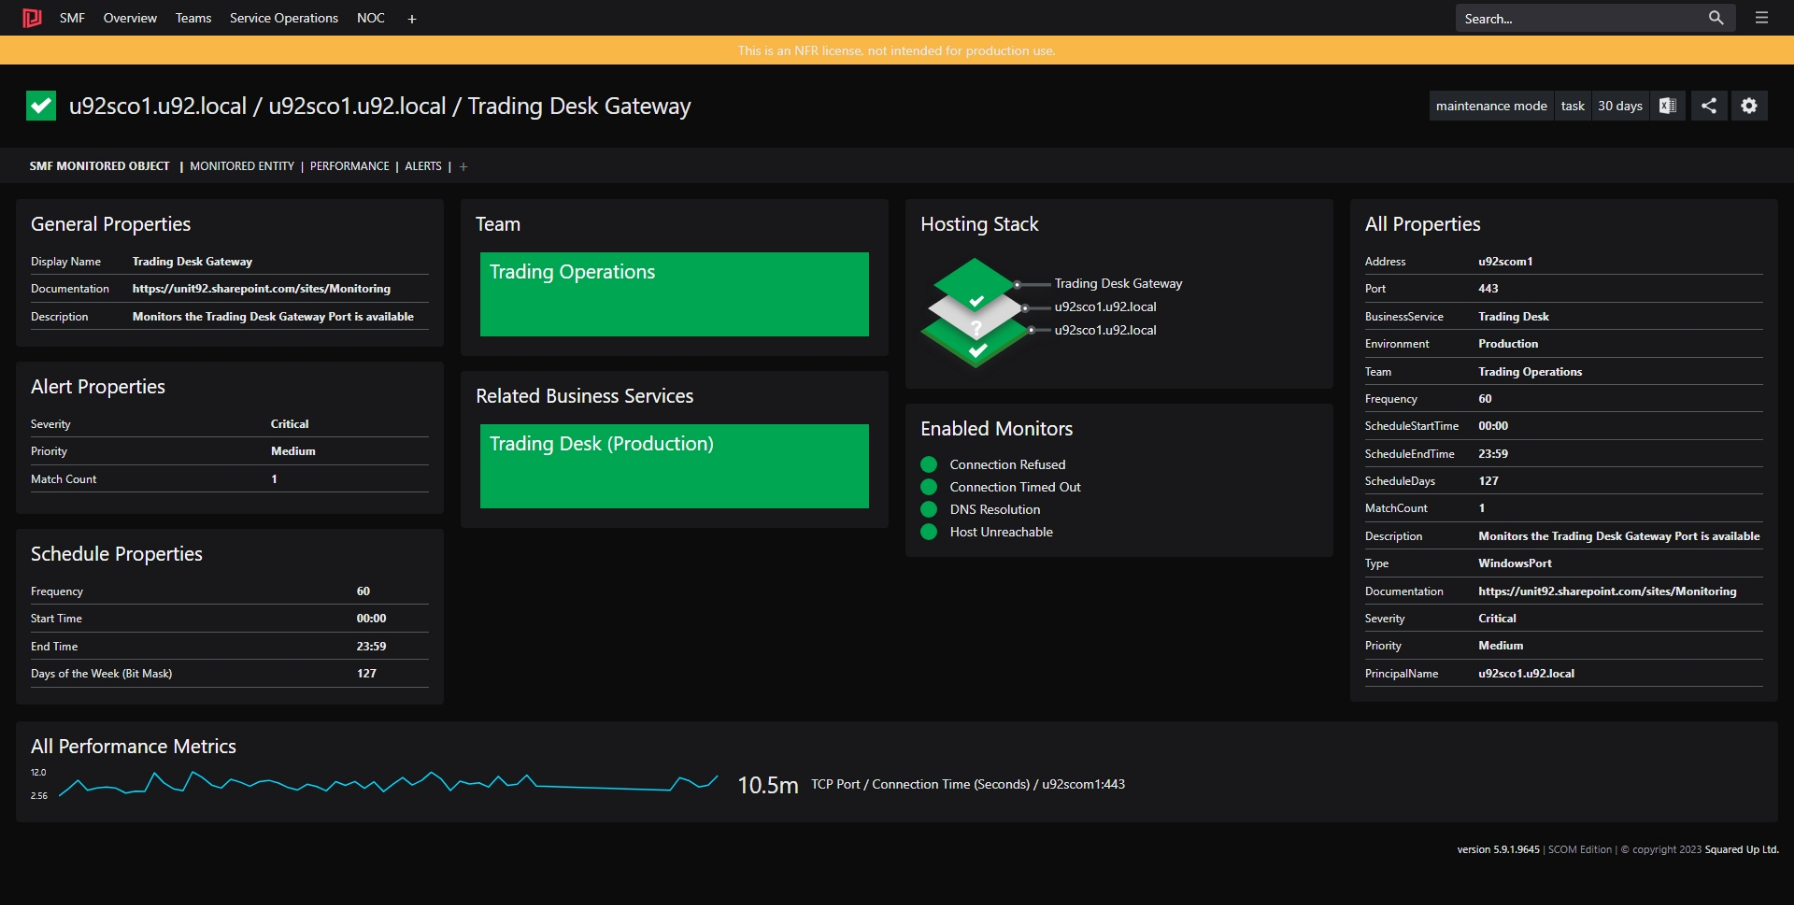 SMF Overview Teams Service Operations NOC +
Search...
This is an NFR license, not intended for production use.
u92sco1.u92.local / u92sco1.u92.local / Trading Desk Gateway
maintenance mode task 30 days
SMF MONITORED OBJECT | MONITORED ENTITY | PERFORMANCE | ALERTS | +
General Properties
Display Name Trading Desk Gateway
Documentation https://unit92.sharepoint.com/sites/Monitoring
Description Monitors the Trading Desk Gateway Port is available
Alert Properties
Severity Critical
Priority Medium
Match Count 1
Schedule Properties
Frequency 60
Start Time 00:00
End Time 23:59
Days of the Week (Bit Mask) 127
Team
Trading Operations
Related Business Services
Trading Desk (Production)
Hosting Stack
Trading Desk Gateway
u92sco1.u92.local
?
u92sco1.u92.local
Enabled Monitors
Connection Refused
Connection Timed Out
DNS Resolution
Host Unreachable
All Properties
Address u92scom1
Port 443
BusinessService Trading Desk
Environment Production
Team Trading Operations
Frequency 60
ScheduleStartTime 00:00
ScheduleEndTime 23:59
ScheduleDays 127
MatchCount 1
Description Monitors the Trading Desk Gateway Port is available
Type WindowsPort
Documentation https://unit92.sharepoint.com/sites/Monitoring
Severity Critical
Priority Medium
PrincipalName u92sco1.u92.local
All Performance Metrics
12.0
2.56
10.5m TCP Port / Connection Time (Seconds) / u92scom1:443
version 5.9.1.9645 | SCOM Edition | © copyright 2023 Squared Up Ltd.